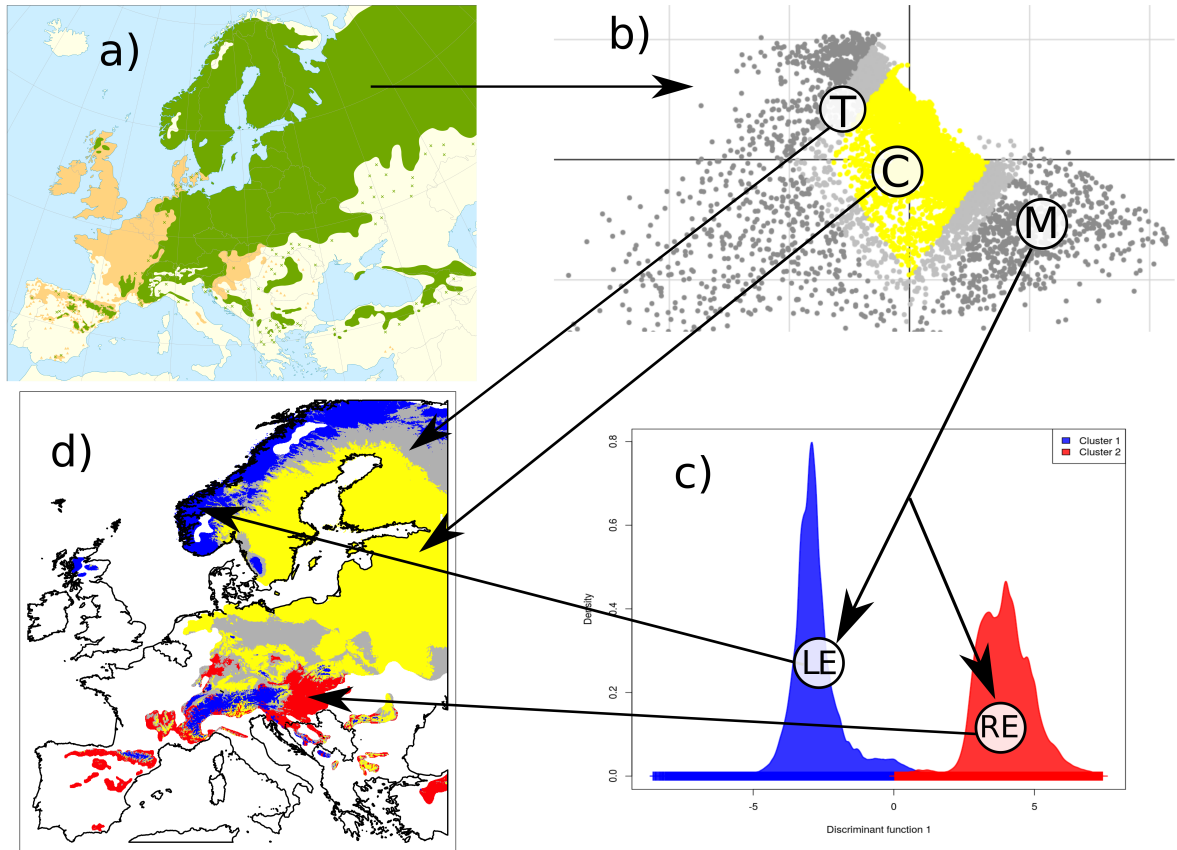 a)
b)
T
C
M
d)
c)
Cluster 1
Cluster 2
0.8
0.6
0.4
0.2
0.0
Density
LE
RE
-5
0
5
Discriminant function 1